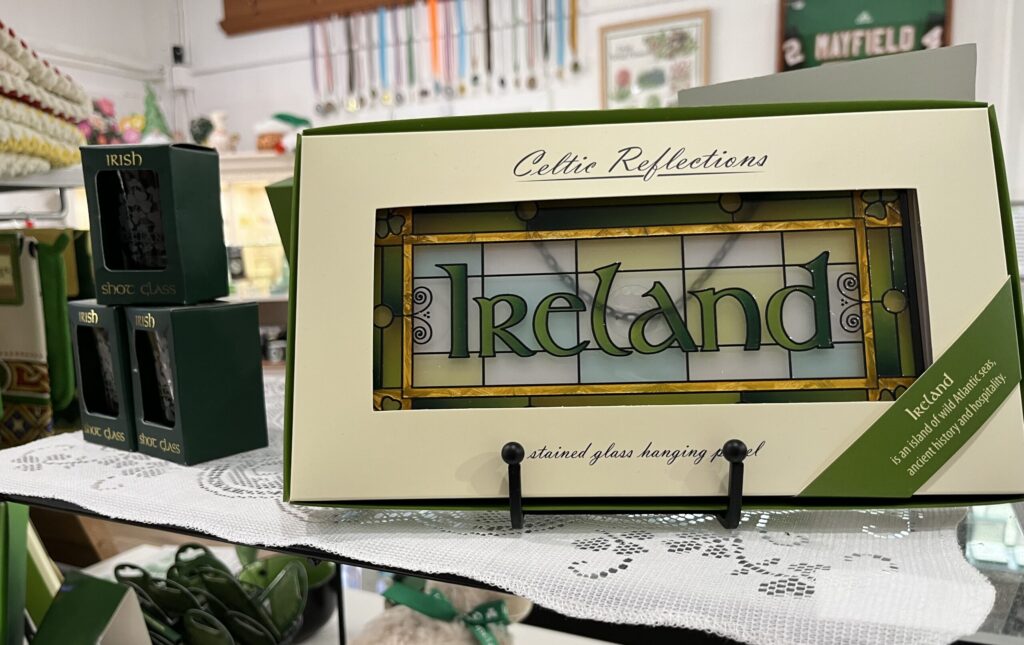 MAYFIELD
Celtic Reflections
IRISH
SHOT GLASS
Ireland
IRISH
SHOT GLASS
IRISH
SHOT GLASS
Ireland
is an island of wild Atlantic seas,
ancient history and hospitality.
stained glass hanging